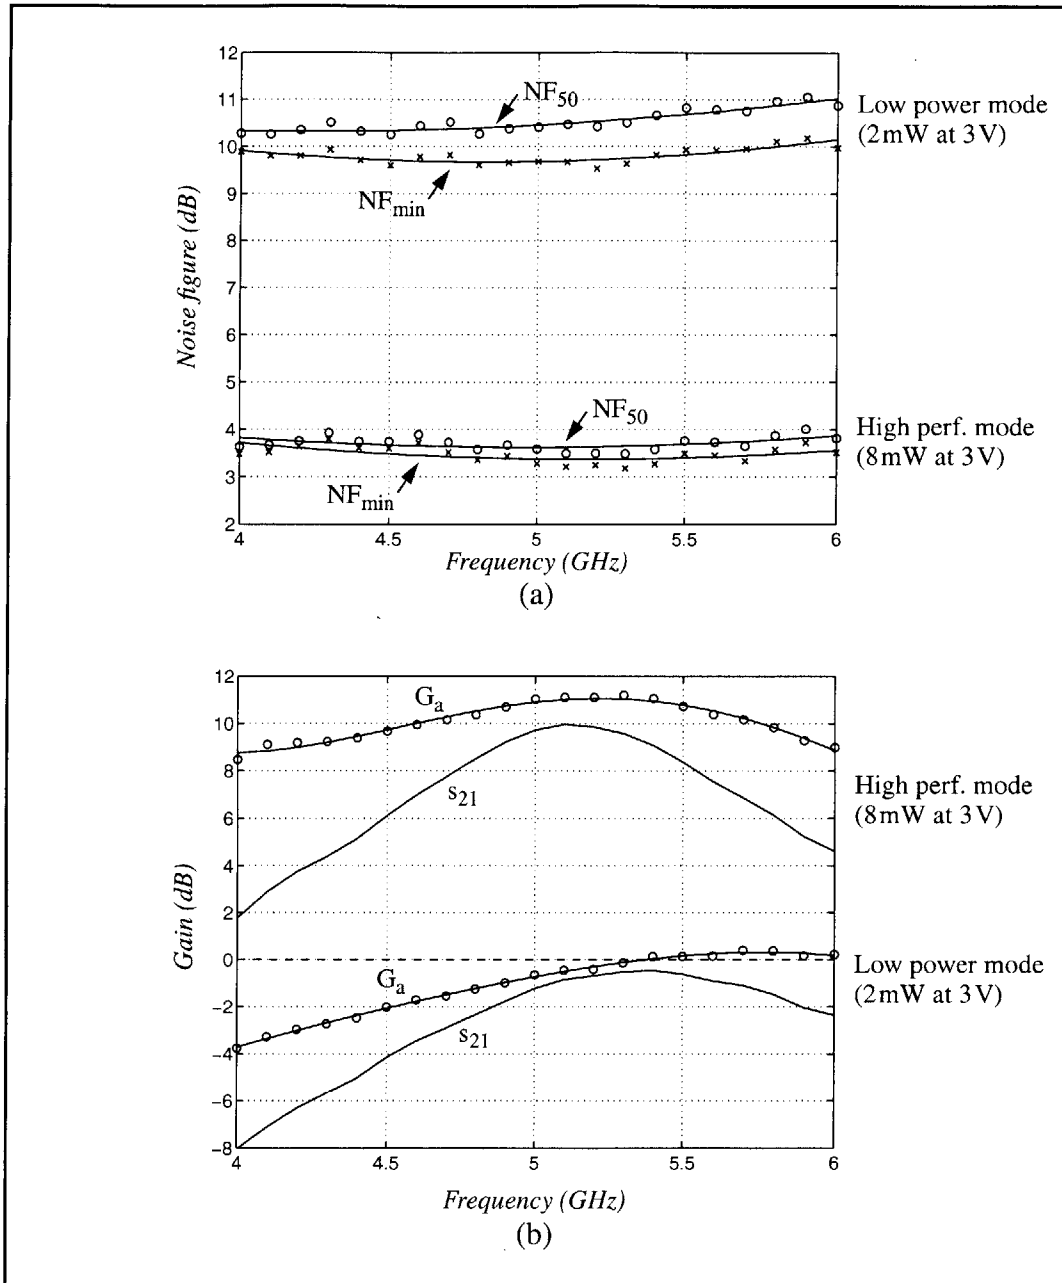 12
11
10
9
8
7
6
5
4
3
2
Noise figure (dB)
NF50
NFmin
Low power mode
(2mW at 3V)
NF50
NFmin
High perf. mode
(8mW at 3V)
4
4.5
5
5.5
6
Frequency (GHz)
(a)
12
10
8
6
4
2
0
-2
-4
-6
-8
Gain (dB)
Ga
s21
High perf. mode
(8mW at 3V)
Ga
s21
Low power mode
(2mW at 3V)
4
4.5
5
5.5
6
Frequency (GHz)
(b)